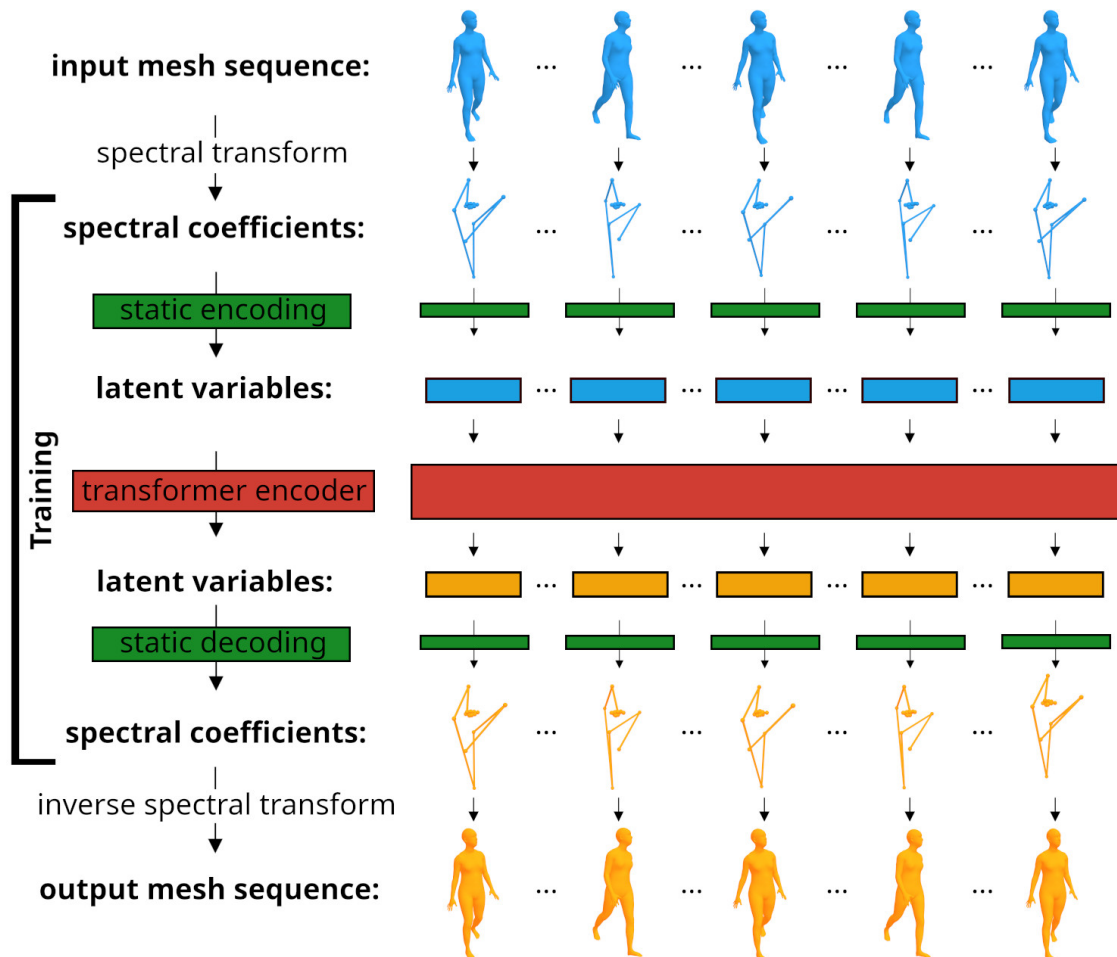 input mesh sequence:
... ... ... ...
spectral transform
spectral coefficients:
... ... ... ...
static encoding
latent variables:
... ... ... ...
Training
transformer encoder
latent variables:
... ... ... ...
static decoding
spectral coefficients:
... ... ... ...
inverse spectral transform
output mesh sequence:
... ... ... ...